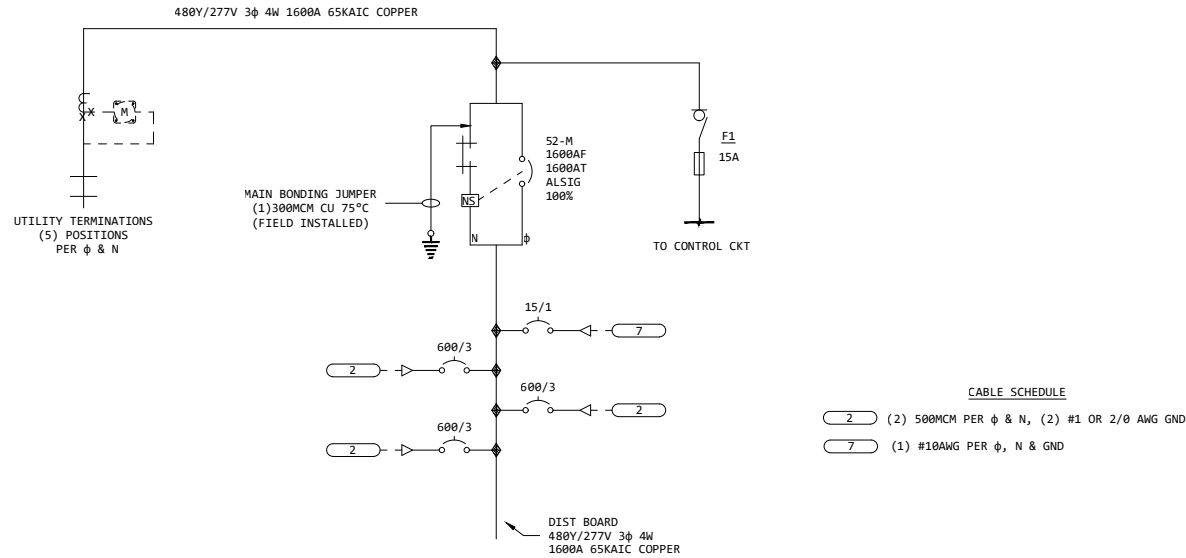 480Y/277V 3ϕ 4W 1600A 65KAIC COPPER
M
X
X
UTILITY TERMINATIONS
(5) POSITIONS
PER ϕ & N
MAIN BONDING JUMPER
(1)300MCM CU 75°C
(FIELD INSTALLED)
NS
N
ϕ
52-M
1600AF
1600AT
ALSIG
100%
F1
15A
TO CONTROL CKT
15/1
7
600/3
2
600/3
2
600/3
2
DIST BOARD
480Y/277V 3ϕ 4W
1600A 65KAIC COPPER
CABLE SCHEDULE
2 (2) 500MCM PER ϕ & N, (2) #1 OR 2/0 AWG GND
7 (1) #10AWG PER ϕ, N & GND